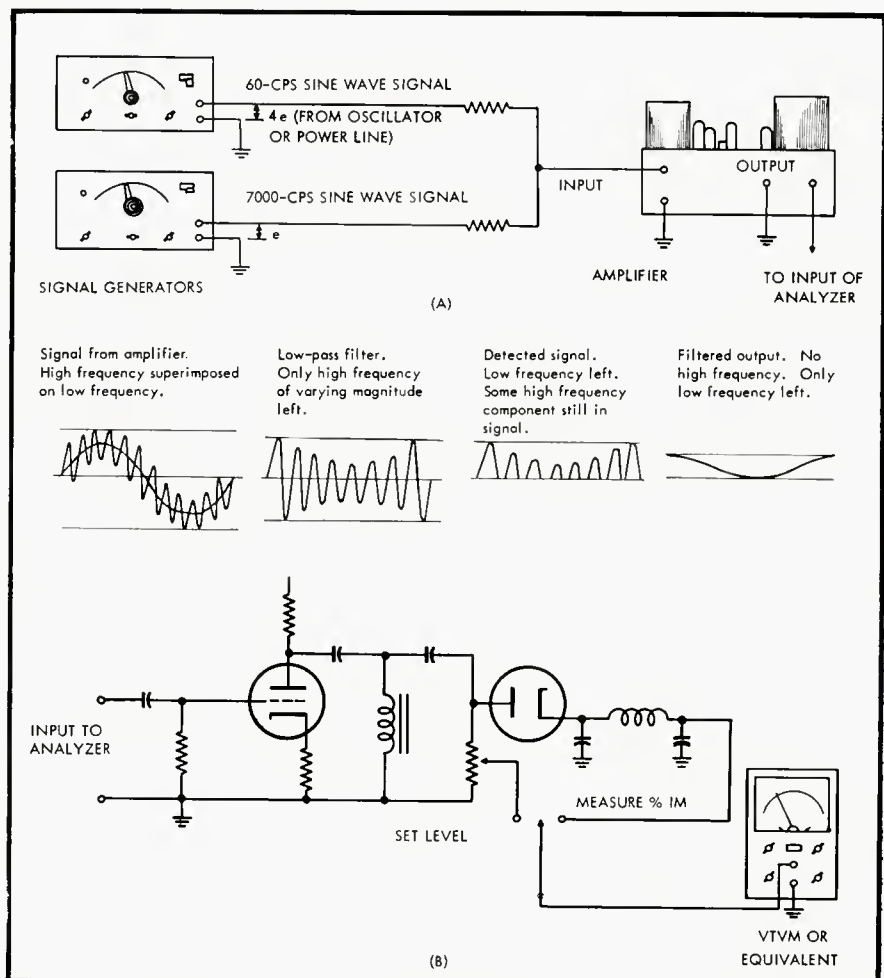 60-CPS SINE WAVE SIGNAL
4e (FROM OSCILLATOR
OR POWER LINE)
7000-CPS SINE WAVE SIGNAL
e
SIGNAL GENERATORS
INPUT
OUTPUT
AMPLIFIER
TO INPUT OF
ANALYZER
(A)
Signal from amplifier.
High frequency superimposed
on low frequency.
Low-pass filter.
Only high frequency
of varying magnitude
left.
Detected signal.
Low frequency left.
Some high frequency
component still in
signal.
Filtered output. No
high frequency. Only
low frequency left.
INPUT TO
ANALYZER
SET LEVEL
MEASURE % IM
VTVM OR
EQUIVALENT
(B)